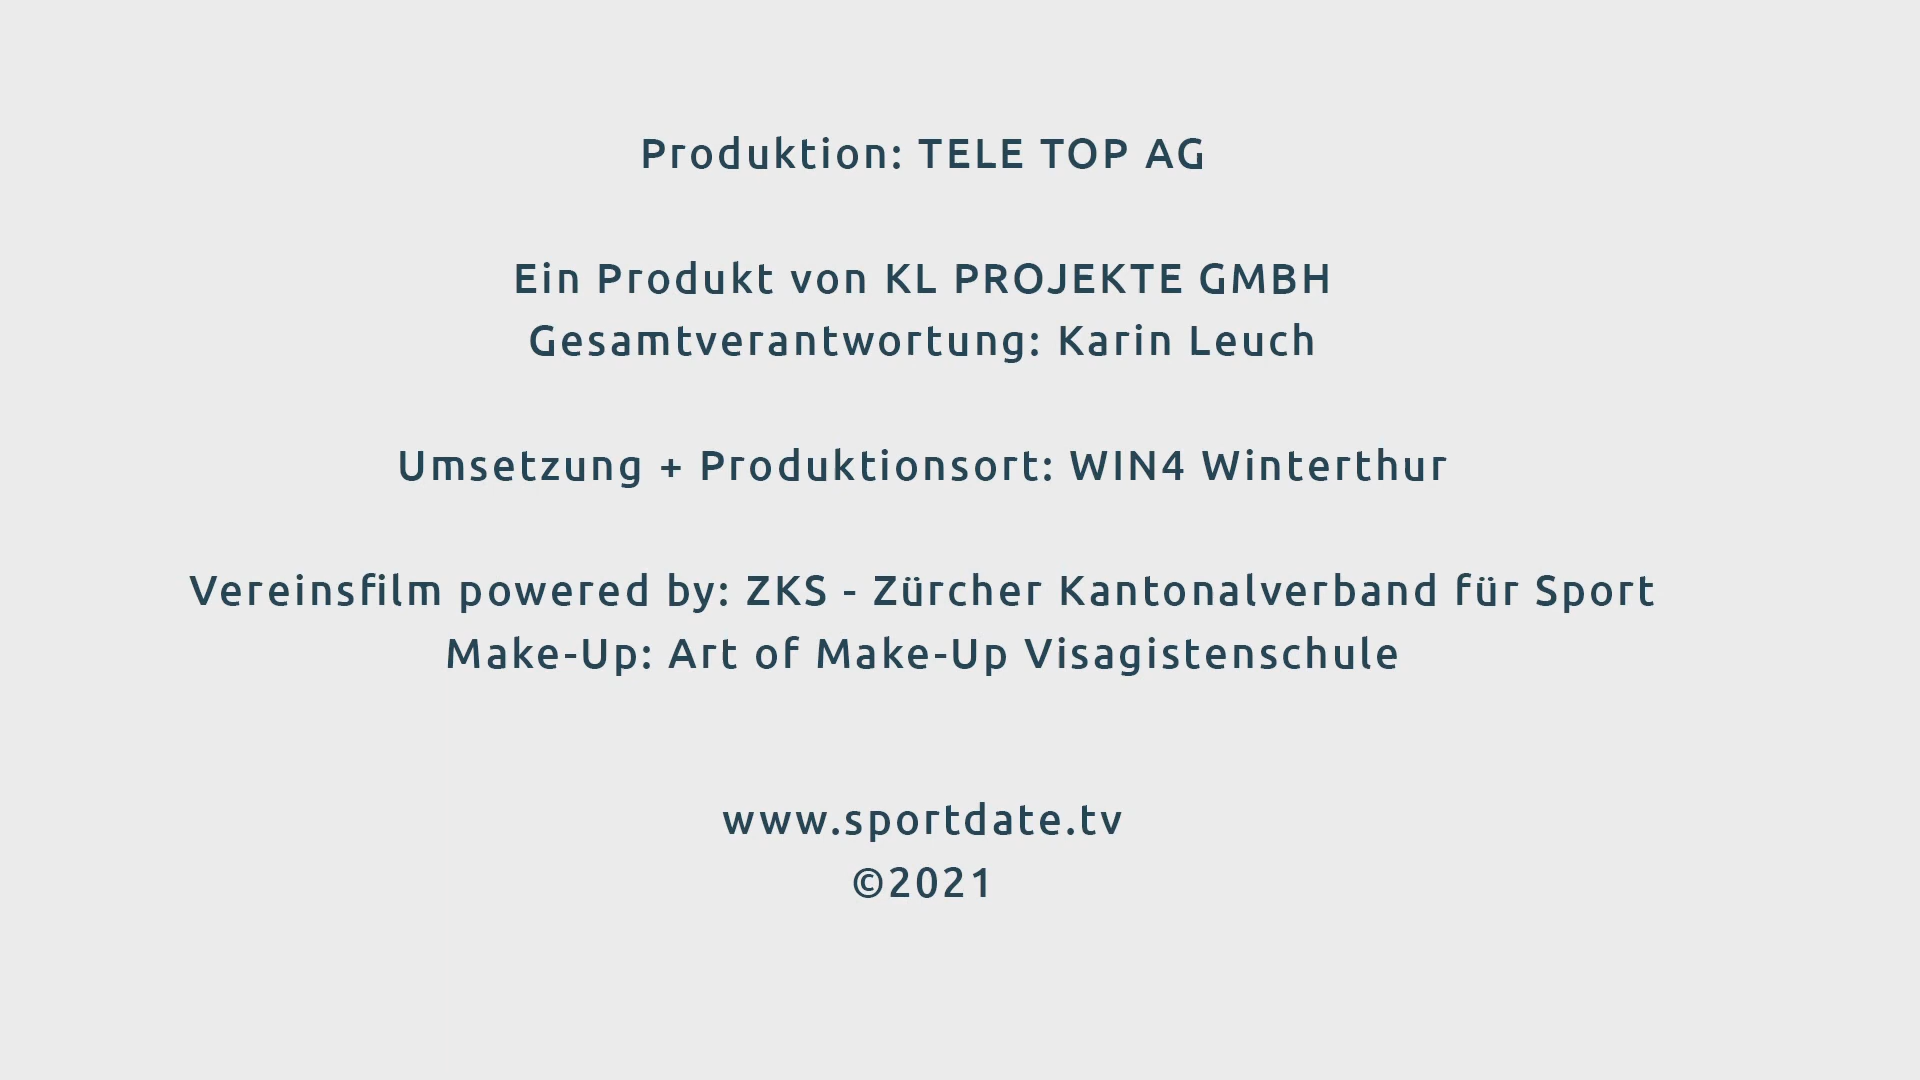 Produktion: TELE TOP AG
Ein Produkt von KL PROJEKTE GMBH
Gesamtverantwortung: Karin Leuch
Umsetzung + Produktionsort: WIN4 Winterthur
Vereinsfilm powered by: ZKS - Zürcher Kantonalverband für Sport
Make-Up: Art of Make-Up Visagistenschule
www.sportdate.tv
©2021